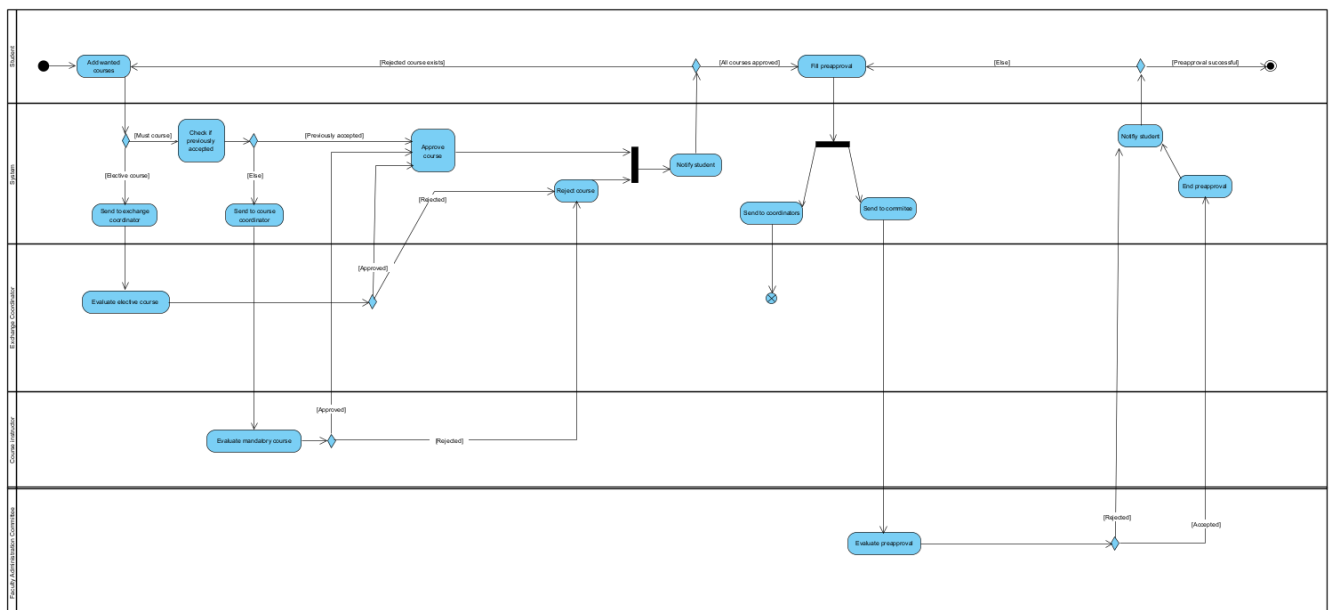 Student
Add wanted
courses
[Rejected course exists]
[All courses approved]
Fill preapproval
[Else]
[Preapproval successful]
System
[Must course]
Check if
previously
accepted
[Previously accepted]
Approve
course
Notify student
Notifiy student
[Elective course]
[Else]
[Rejected]
Reject course
End preapproval
Send to exchange
coordinator
Send to course
coordinator
Send to coordinators
Send to commitee
Exchange Coordinator
[Approved]
Evaluate elective course
Course instructor
[Approved]
Evaluate mandatory course
[Rejected]
Faculty Administration Committee
[Rejected]
[Accepted]
Evaluate preapproval